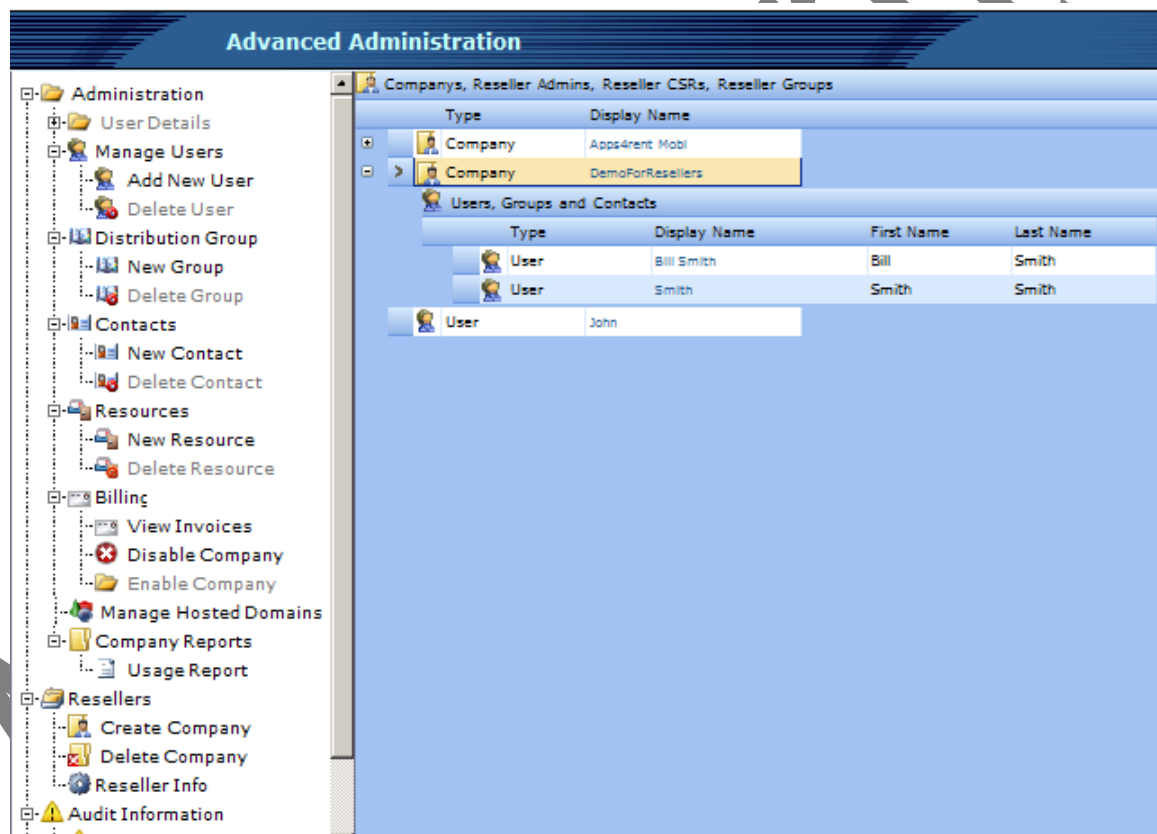 Advanced Administration
Administration
User Details
Manage Users
Add New User
Delete User
Distribution Group
New Group
Delete Group
Contacts
New Contact
Delete Contact
Resources
New Resource
Delete Resource
Billing
View Invoices
Disable Company
Enable Company
Manage Hosted Domains
Company Reports
Usage Report
Resellers
Create Company
Delete Company
Reseller Info
Audit Information
Companys, Reseller Admins, Reseller CSRs, Reseller Groups
Type Display Name
Company Apps4rent Mobi
Company DemoForResellers
Users, Groups and Contacts
Type Display Name First Name Last Name
User Bill Smith Bill Smith
User Smith Smith Smith
User John